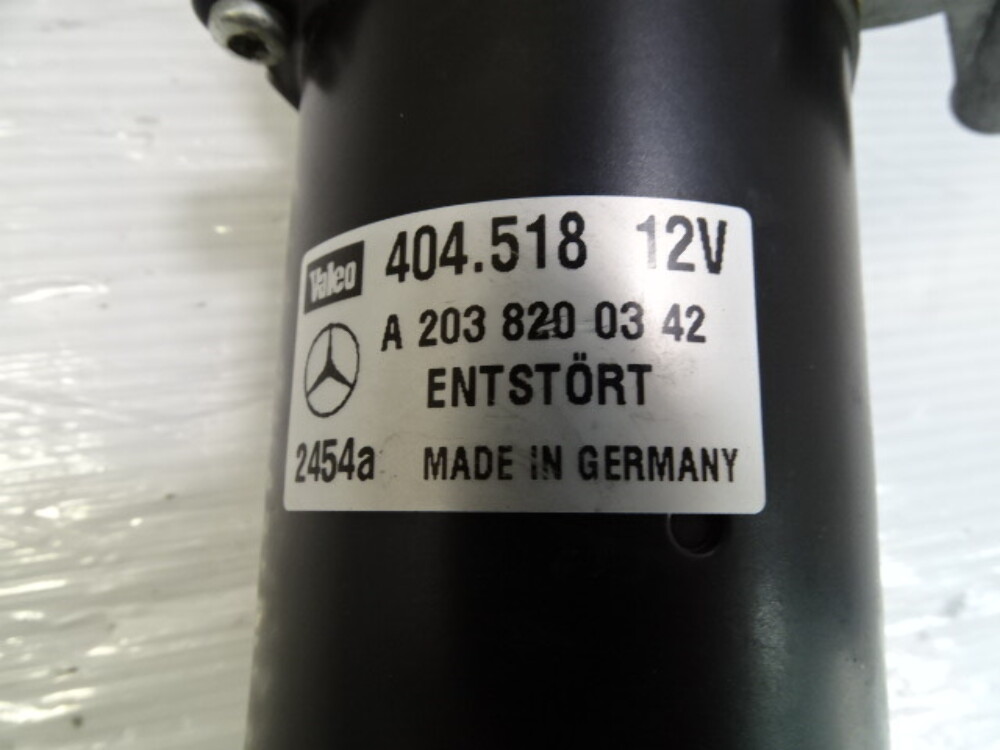 Valeo 404.518 12V
A 203 820 03 42
ENTSTÖRT
2454a MADE IN GERMANY